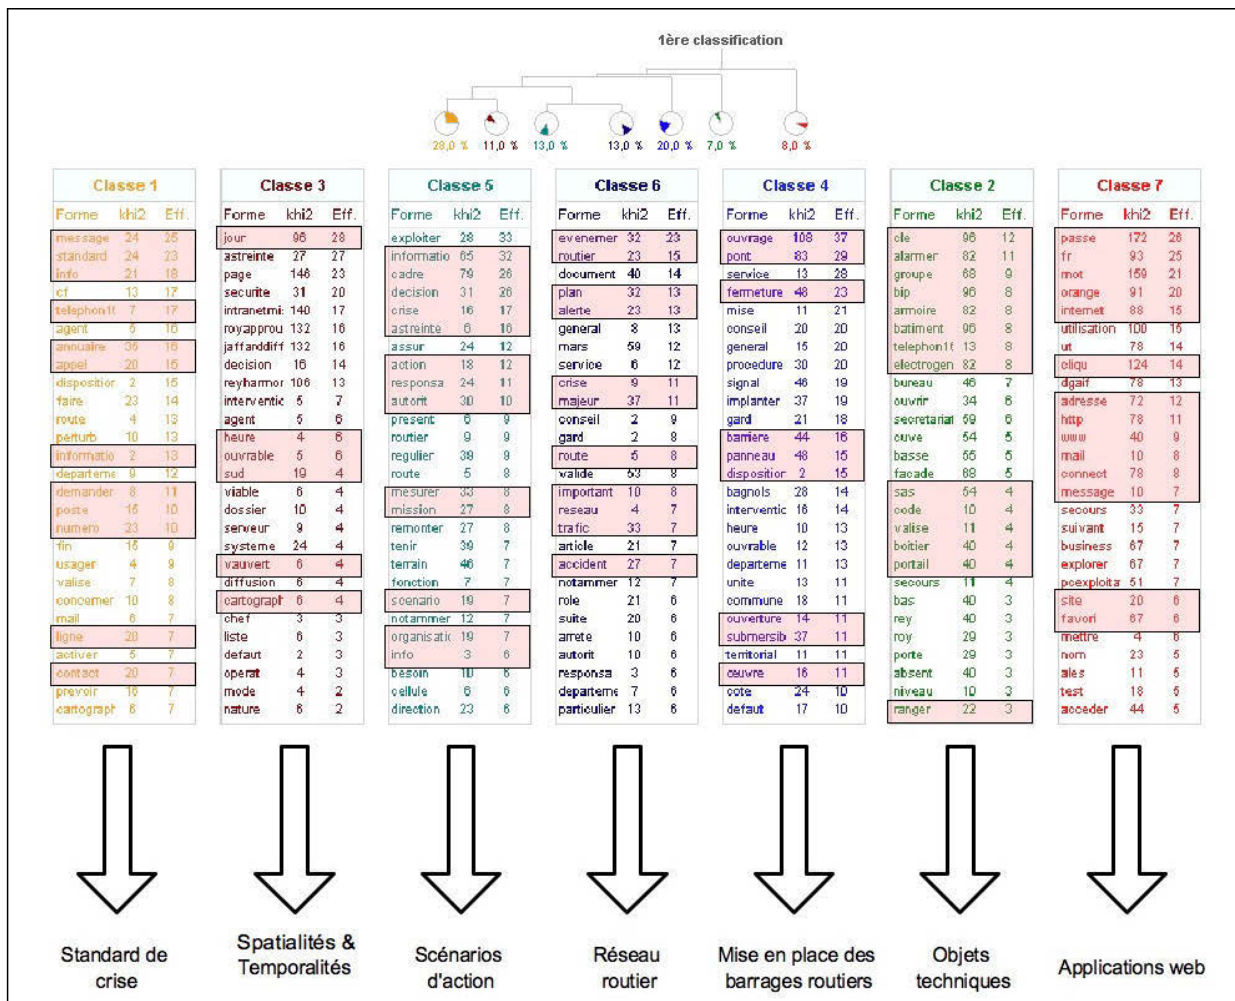 1ère classification
28,0 % 11,0 % 13,0 % 13,0 % 20,0 % 7,0 % 8,0 %
Classe 1
Forme khi2 Eff.
message 24 25
standard 24 23
info 21 18
cf 13 17
telephon16 7 17
agent 5 16
annuaire 35 16
appel 20 15
disposition 2 15
faire 23 14
route 4 13
perturb 10 13
informatio 2 13
departeme 9 12
demander 8 11
poste 15 10
numero 23 10
fin 15 9
usager 4 9
valise 7 8
concerner 10 8
mail 6 7
ligne 20 7
activer 5 7
contact 20 7
prevoir 16 7
cartograph 6 7
Classe 3
Forme khi2 Eff.
jour 96 28
astreinte 27 27
page 146 23
securite 31 20
intranetmi: 140 17
royapprou 132 16
jaffarddiff 132 16
decision 16 14
reyharmor 106 13
interventic 5 7
agent 5 6
heure 4 6
ouvrable 5 6
sud 19 4
viable 6 4
dossier 10 4
serveur 9 4
systeme 24 4
vauvert 6 4
diffusion 6 4
cartograph 6 4
chef 3 3
liste 6 3
defaut 2 3
operat 4 3
mode 4 2
nature 6 2
Classe 5
Forme khi2 Eff.
exploiter 28 33
informatio 65 32
cadre 79 26
decision 31 26
crise 16 17
astreinte 6 16
assur 24 12
action 18 12
responsa 24 11
autorit 30 10
present 6 9
routier 9 9
regulier 39 9
route 5 8
mesurer 33 8
mission 27 8
remonter 27 8
tenir 39 7
terrain 46 7
fonction 7 7
scenario 19 7
notammer 12 7
organisatic 19 7
info 3 6
besoin 10 6
cellule 6 6
direction 23 6
Classe 6
Forme khi2 Eff.
evenemer 32 23
routier 23 15
document 40 14
plan 32 13
alerte 23 13
general 8 13
mars 59 12
service 6 12
crise 9 11
majeur 37 11
conseil 2 9
gard 2 8
route 5 8
valide 53 8
important 10 8
reseau 4 7
trafic 33 7
article 21 7
accident 27 7
notammer 12 7
role 21 6
suite 20 6
arrete 10 6
autorit 10 6
responsa 3 6
departeme 7 6
particulier 13 6
Classe 4
Forme khi2 Eff.
ouvrage 108 37
pont 83 29
service 13 28
fermeture 48 23
mise 11 21
conseil 20 20
general 15 20
procedure 30 20
signal 46 19
implanter 37 19
gard 21 18
barriere 44 16
panneau 48 15
disposition 2 15
bagnols 28 14
interventic 16 14
heure 10 13
ouvrable 12 13
departeme 11 13
unite 13 11
commune 18 11
ouverture 14 11
submersib 37 11
territorial 11 11
œuvre 16 11
cote 24 10
defaut 17 10
Classe 2
Forme khi2 Eff.
cle 96 12
alarmer 82 11
groupe 68 9
bip 96 8
armoire 82 8
batiment 96 8
telephon16 13 8
electrogen 82 8
bureau 46 7
ouvrir 34 6
secretariat 59 6
cuve 54 5
basse 55 5
facade 68 5
sas 54 4
code 10 4
valise 11 4
boitier 40 4
portail 40 4
secours 11 4
bas 40 3
rey 40 3
roy 29 3
porte 29 3
absent 40 3
niveau 10 3
ranger 22 3
Classe 7
Forme khi2 Eff.
passe 172 26
fr 93 25
mot 159 21
orange 91 20
internet 88 15
utilisation 100 15
ut 78 14
cliqu 124 14
dgaif 78 13
adresse 72 12
http 78 11
www 40 9
mail 10 8
connect 78 8
message 10 7
secours 33 7
suivant 15 7
business 67 7
explorer 67 7
pcexploita 51 7
site 20 6
favori 67 6
mettre 4 6
nom 23 5
ales 11 5
test 18 5
acceder 44 5
Standard de
crise
Spatialités &
Temporalités
Scénarios
d'action
Réseau
routier
Mise en place des
barrages routiers
Objets
techniques
Applications web